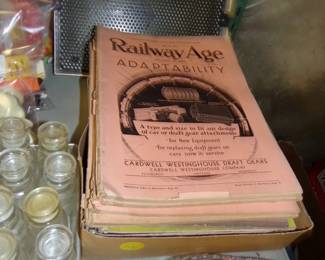 Railway Age
ADAPTABILITY
A type and size to fit any design
of car or draft gear attachments
for New Equipment
for replacing draft gears on
cars now in service
CARDWELL WESTINGHOUSE DRAFT GEARS
CARDWELL WESTINGHOUSE COMPANY